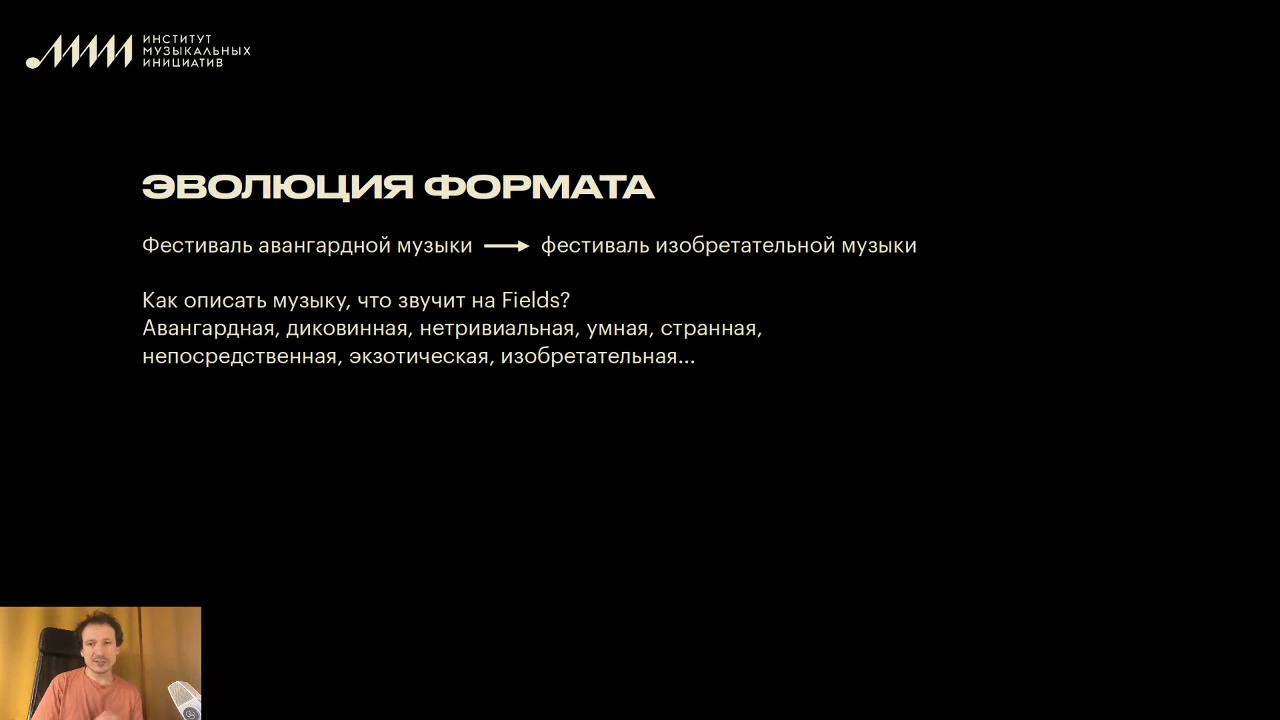 ИНСТИТУТ
МУЗЫКАЛЬНЫХ
ИНИЦИАТИВ
ЭВОЛЮЦИЯ ФОРМАТА
Фестиваль авангардной музыки → фестиваль изобретательной музыки
Как описать музыку, что звучит на Fields?
Авангардная, диковинная, нетривиальная, умная, странная,
непосредственная, экзотическая, изобретательная...